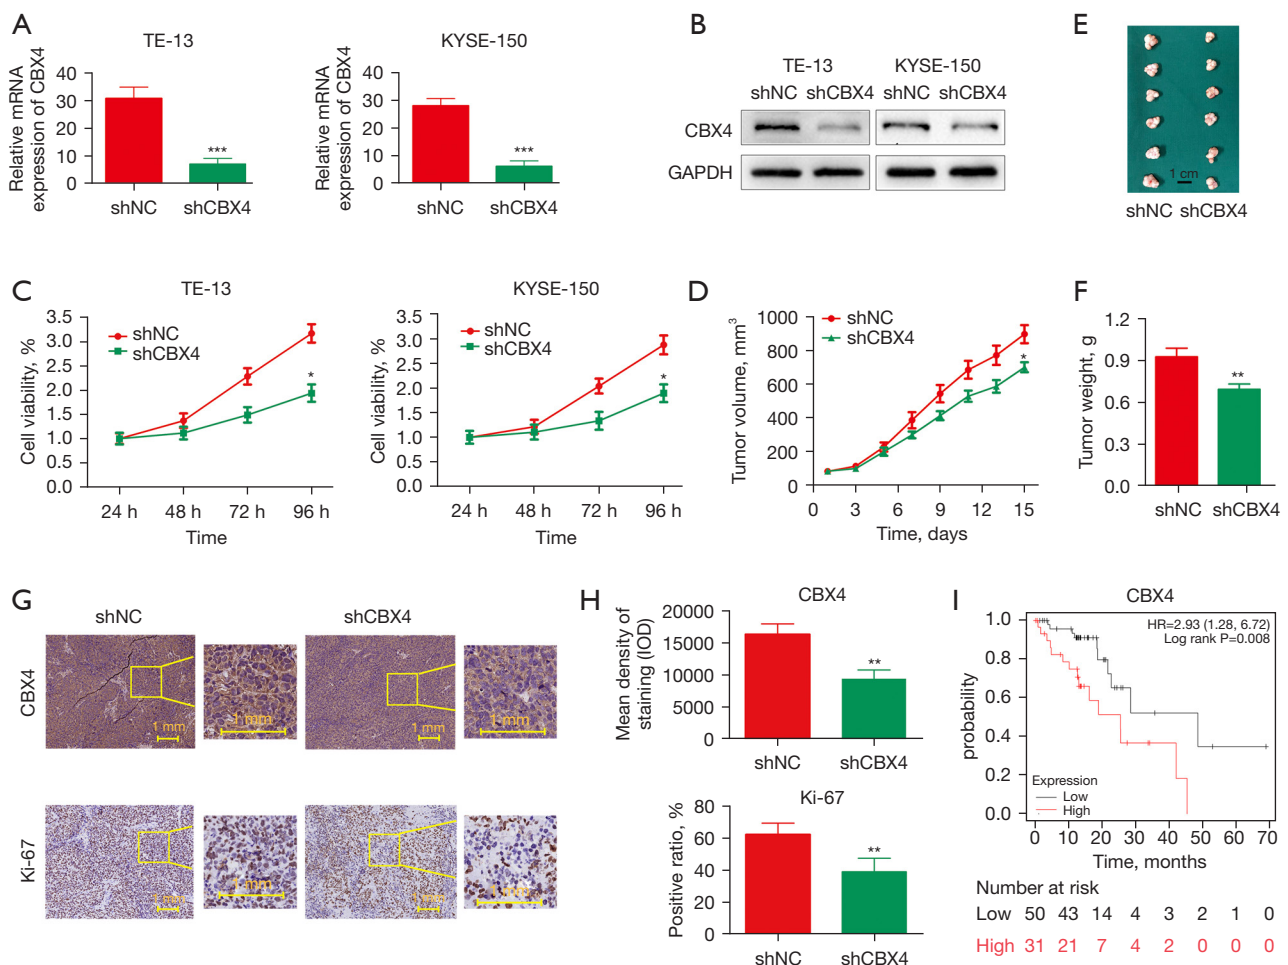 A
TE-13
Relative mRNA
expression of CBX4
40
30
20
10
0
***
shNC
shCBX4
KYSE-150
Relative mRNA
expression of CBX4
40
30
20
10
0
***
shNC
shCBX4
B
TE-13
KYSE-150
shNC shCBX4 shNC shCBX4
CBX4
GAPDH
E
1 cm
shNC shCBX4
C
TE-13
Cell viability, %
3.5
3.0
2.5
2.0
1.5
1.0
0.5
0.0
shNC
shCBX4
*
24 h 48 h 72 h 96 h
Time
KYSE-150
Cell viability, %
3.5
3.0
2.5
2.0
1.5
1.0
0.5
0.0
shNC
shCBX4
*
24 h 48 h 72 h 96 h
Time
D
Tumor volume, mm³
1000
800
600
400
200
0
shNC
shCBX4
*
0 3 6 9 12 15
Time, days
F
Tumor weight, g
1.2
0.9
0.6
0.3
0.0
**
shNC shCBX4
G
shNC
shCBX4
CBX4
1 mm
1 mm
1 mm
1 mm
Ki-67
1 mm
1 mm
1 mm
1 mm
H
CBX4
Mean density of
staining (IOD)
20000
15000
10000
5000
0
**
shNC shCBX4
Ki-67
Positive ratio, %
80
60
40
20
0
**
shNC shCBX4
I
CBX4
probability
1.0
0.8
0.6
0.4
0.2
0.0
HR=2.93 (1.28, 6.72)
Log rank P=0.008
Expression
Low
High
0 10 20 30 40 50 60 70
Time, months
Number at risk
Low 50 43 14 4 3 2 1 0
High 31 21 7 4 2 0 0 0